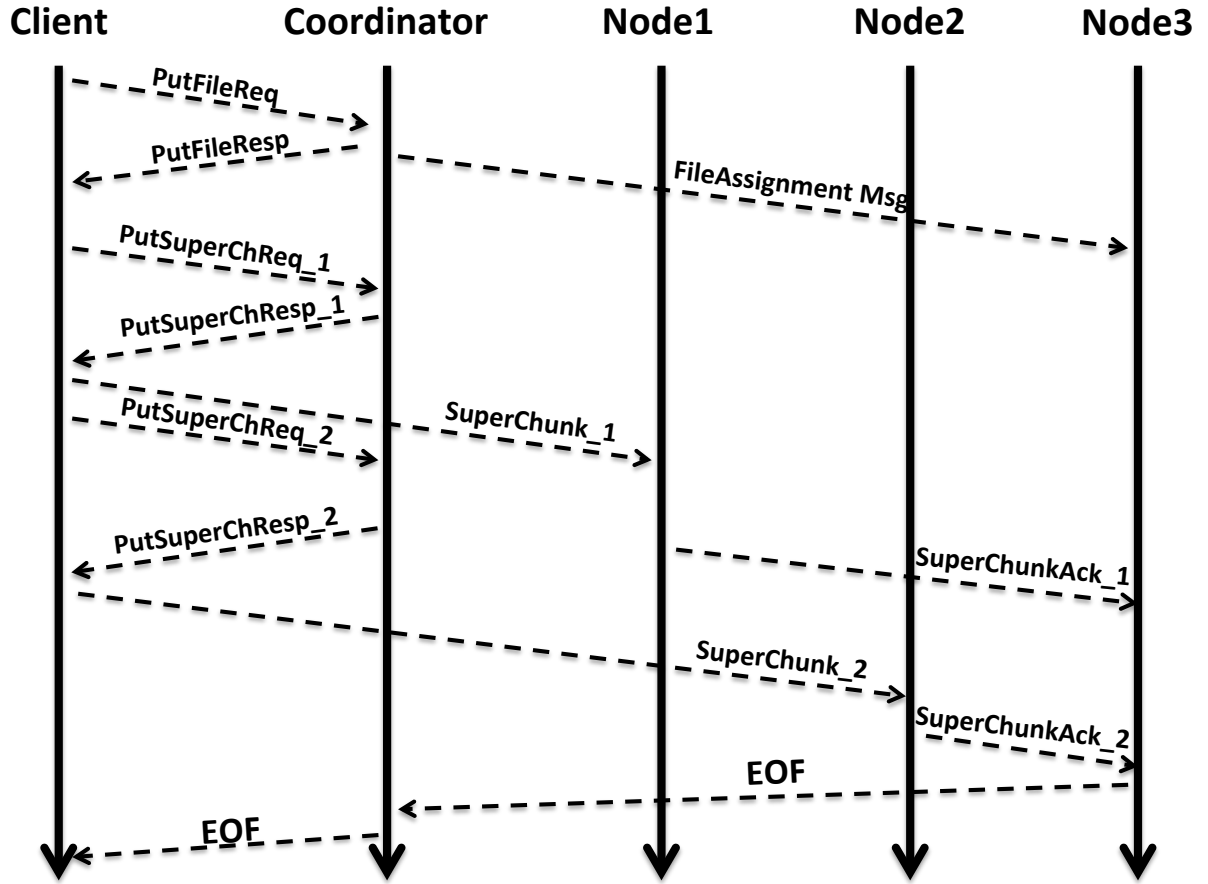 Client
Coordinator
Node1
Node2
Node3
PutFileReq
PutFileResp
FileAssignment Msg
PutSuperChReq_1
PutSuperChResp_1
PutSuperChReq_2
SuperChunk_1
PutSuperChResp_2
SuperChunkAck_1
SuperChunk_2
SuperChunkAck_2
EOF
EOF